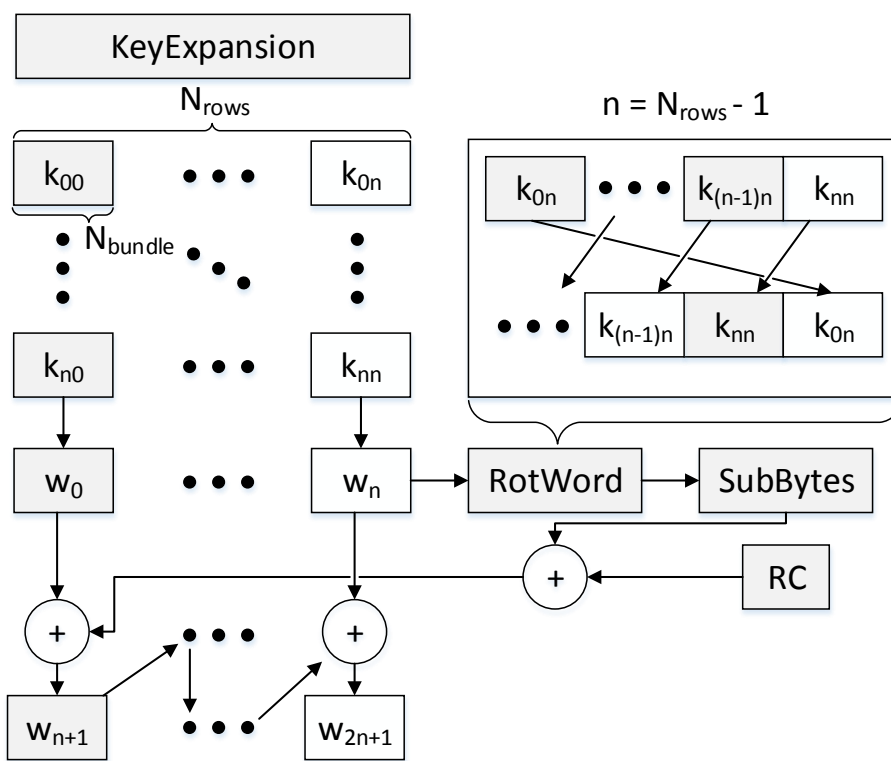 KeyExpansion
N_rows
n = N_rows - 1
k_00 ••• k_0n
k_0n ••• k_(n-1)n k_nn
N_bundle
••• k_(n-1)n k_nn k_0n
k_n0 ••• k_nn
w_0 ••• w_n RotWord SubBytes
+ RC
+ ••• +
w_n+1 ••• w_2n+1